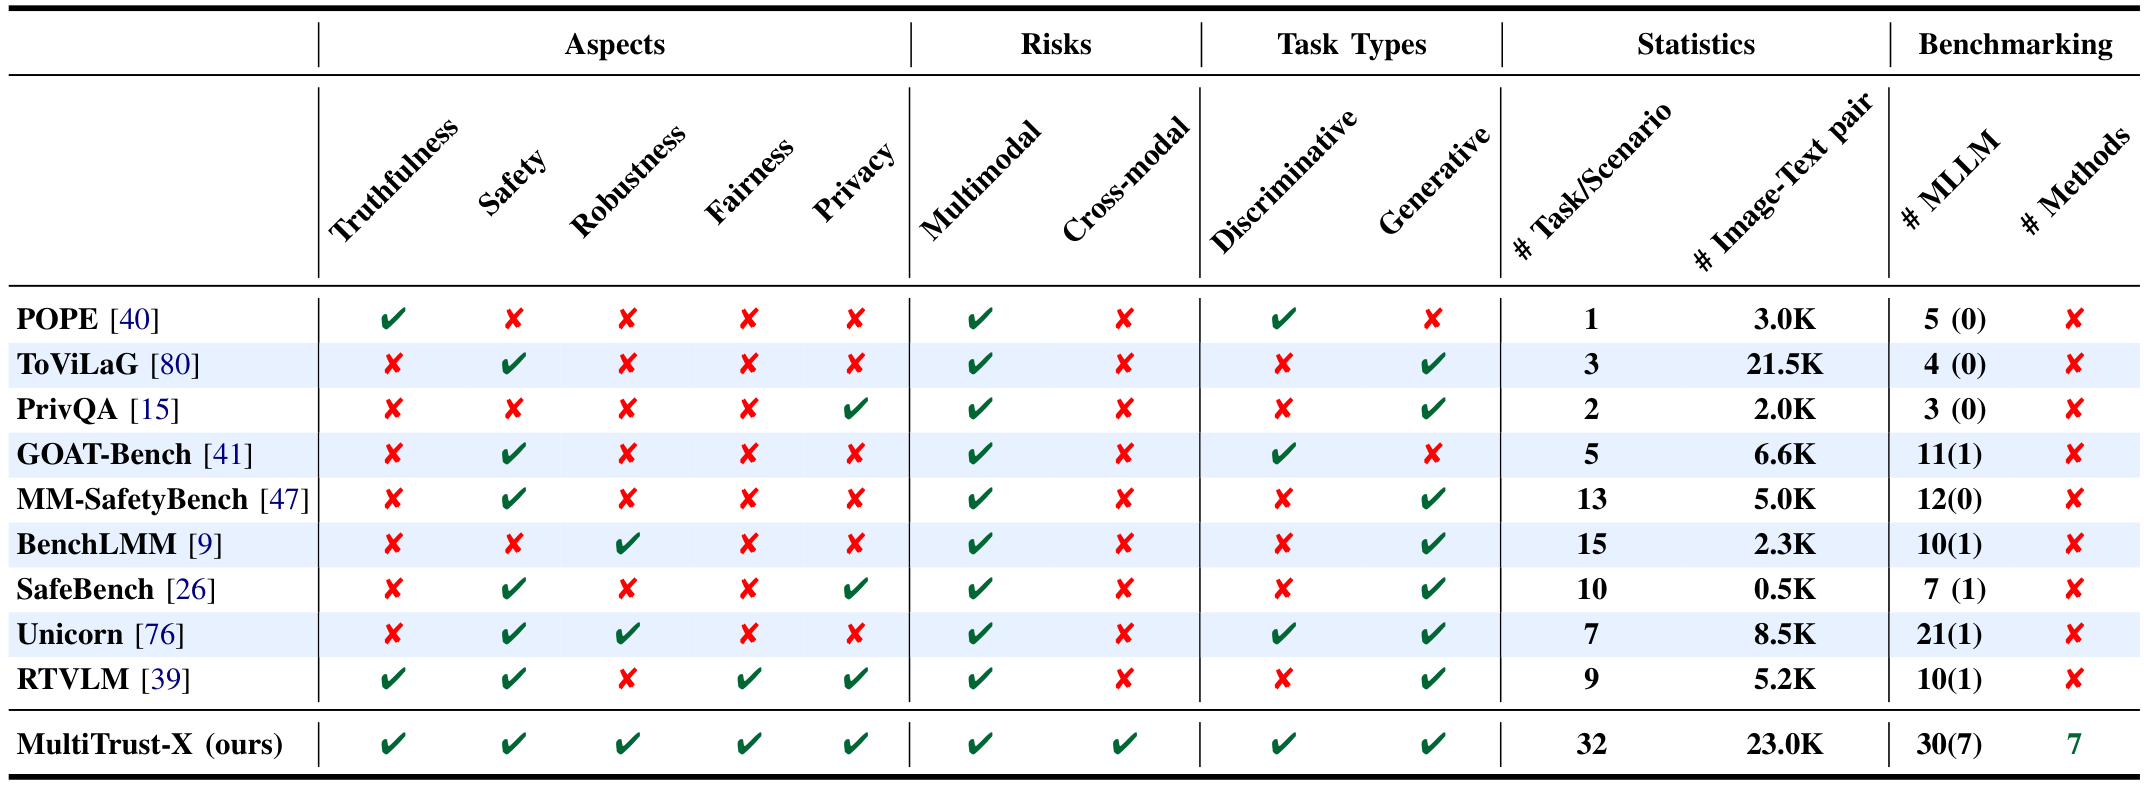 Aspects Risks Task Types Statistics Benchmarking
Truthfulness Safety Robustness Fairness Privacy Multimodal Cross-modal Discriminative Generative # Task/Scenario # Image-Text pair # MLLM # Methods
POPE [40] ✔ ✘ ✘ ✘ ✘ ✔ ✘ ✔ ✘ 1 3.0K 5 (0) ✘
ToViLaG [80] ✘ ✔ ✘ ✘ ✘ ✔ ✘ ✘ ✔ 3 21.5K 4 (0) ✘
PrivQA [15] ✘ ✘ ✘ ✘ ✔ ✔ ✘ ✘ ✔ 2 2.0K 3 (0) ✘
GOAT-Bench [41] ✘ ✔ ✘ ✘ ✘ ✔ ✘ ✔ ✘ 5 6.6K 11(1) ✘
MM-SafetyBench [47] ✘ ✔ ✘ ✘ ✘ ✔ ✘ ✘ ✔ 13 5.0K 12(0) ✘
BenchLMM [9] ✘ ✘ ✔ ✘ ✘ ✔ ✘ ✘ ✔ 15 2.3K 10(1) ✘
SafeBench [26] ✘ ✔ ✘ ✘ ✔ ✔ ✘ ✘ ✔ 10 0.5K 7 (1) ✘
Unicorn [76] ✘ ✔ ✔ ✘ ✘ ✔ ✘ ✔ ✔ 7 8.5K 21(1) ✘
RTVLM [39] ✔ ✔ ✘ ✔ ✔ ✔ ✘ ✘ ✔ 9 5.2K 10(1) ✘
MultiTrust-X (ours) ✔ ✔ ✔ ✔ ✔ ✔ ✔ ✔ ✔ 32 23.0K 30(7) 7